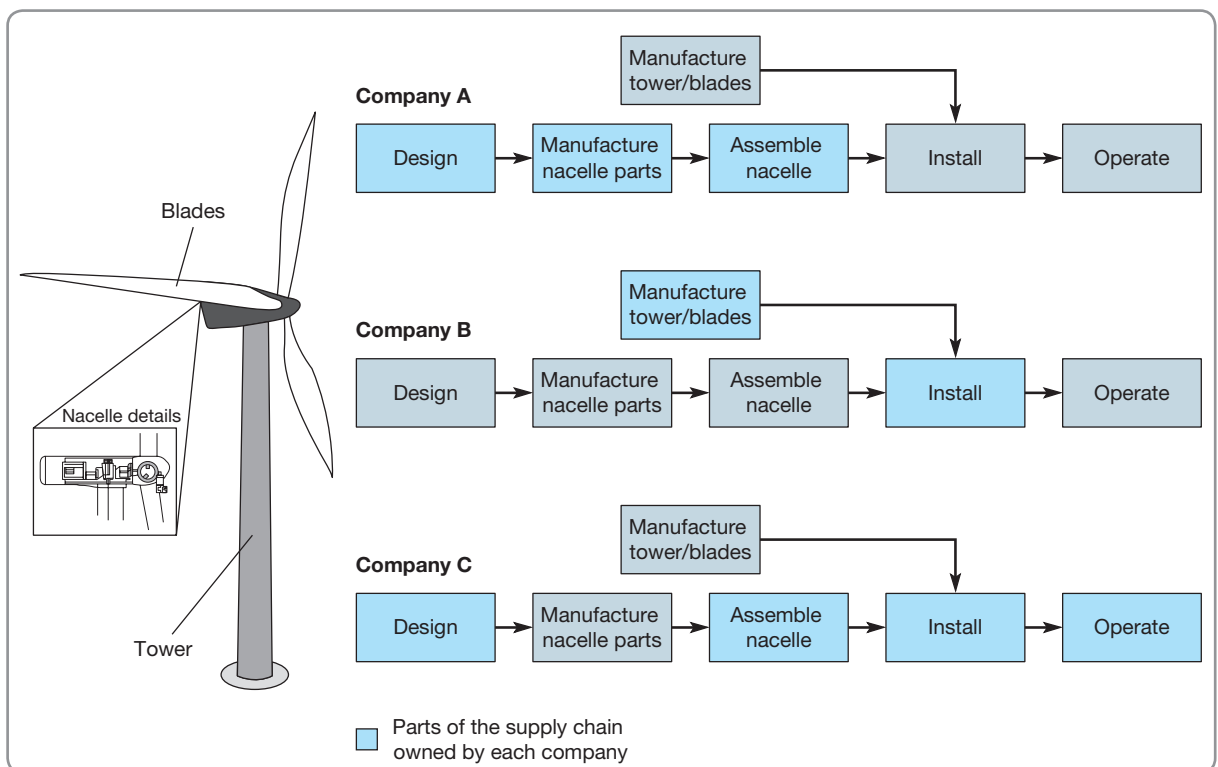 Blades
Nacelle details
Tower
Company A
Manufacture
tower/blades
Design
Manufacture
nacelle parts
Assemble
nacelle
Install
Operate
Company B
Manufacture
tower/blades
Design
Manufacture
nacelle parts
Assemble
nacelle
Install
Operate
Company C
Manufacture
tower/blades
Design
Manufacture
nacelle parts
Assemble
nacelle
Install
Operate
Parts of the supply chain
owned by each company